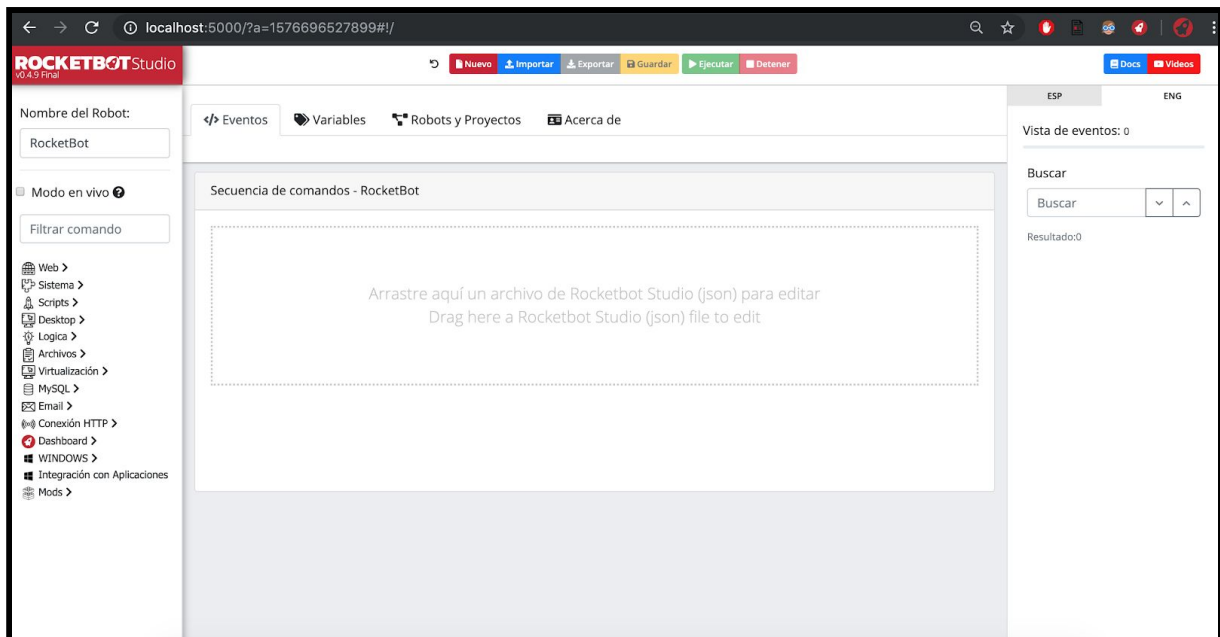 localhost:5000/?a=1576696527899#!/
ROCKETBOTStudio
v0.4.9 Final
Nuevo Importar Exportar Guardar Ejecutar Detener
Docs Videos
Nombre del Robot:
RocketBot
Modo en vivo
Filtrar comando
Web
Sistema
Scripts
Desktop
Logica
Archivos
Virtualización
MySQL
Email
Conexión HTTP
Dashboard
WINDOWS
Integración con Aplicaciones
Mods
Eventos Variables Robots y Proyectos Acerca de
Secuencia de comandos - RocketBot
Arrastre aquí un archivo de Rocketbot Studio (json) para editar
Drag here a Rocketbot Studio (json) file to edit
ESP ENG
Vista de eventos: 0
Buscar
Buscar
Resultado:0